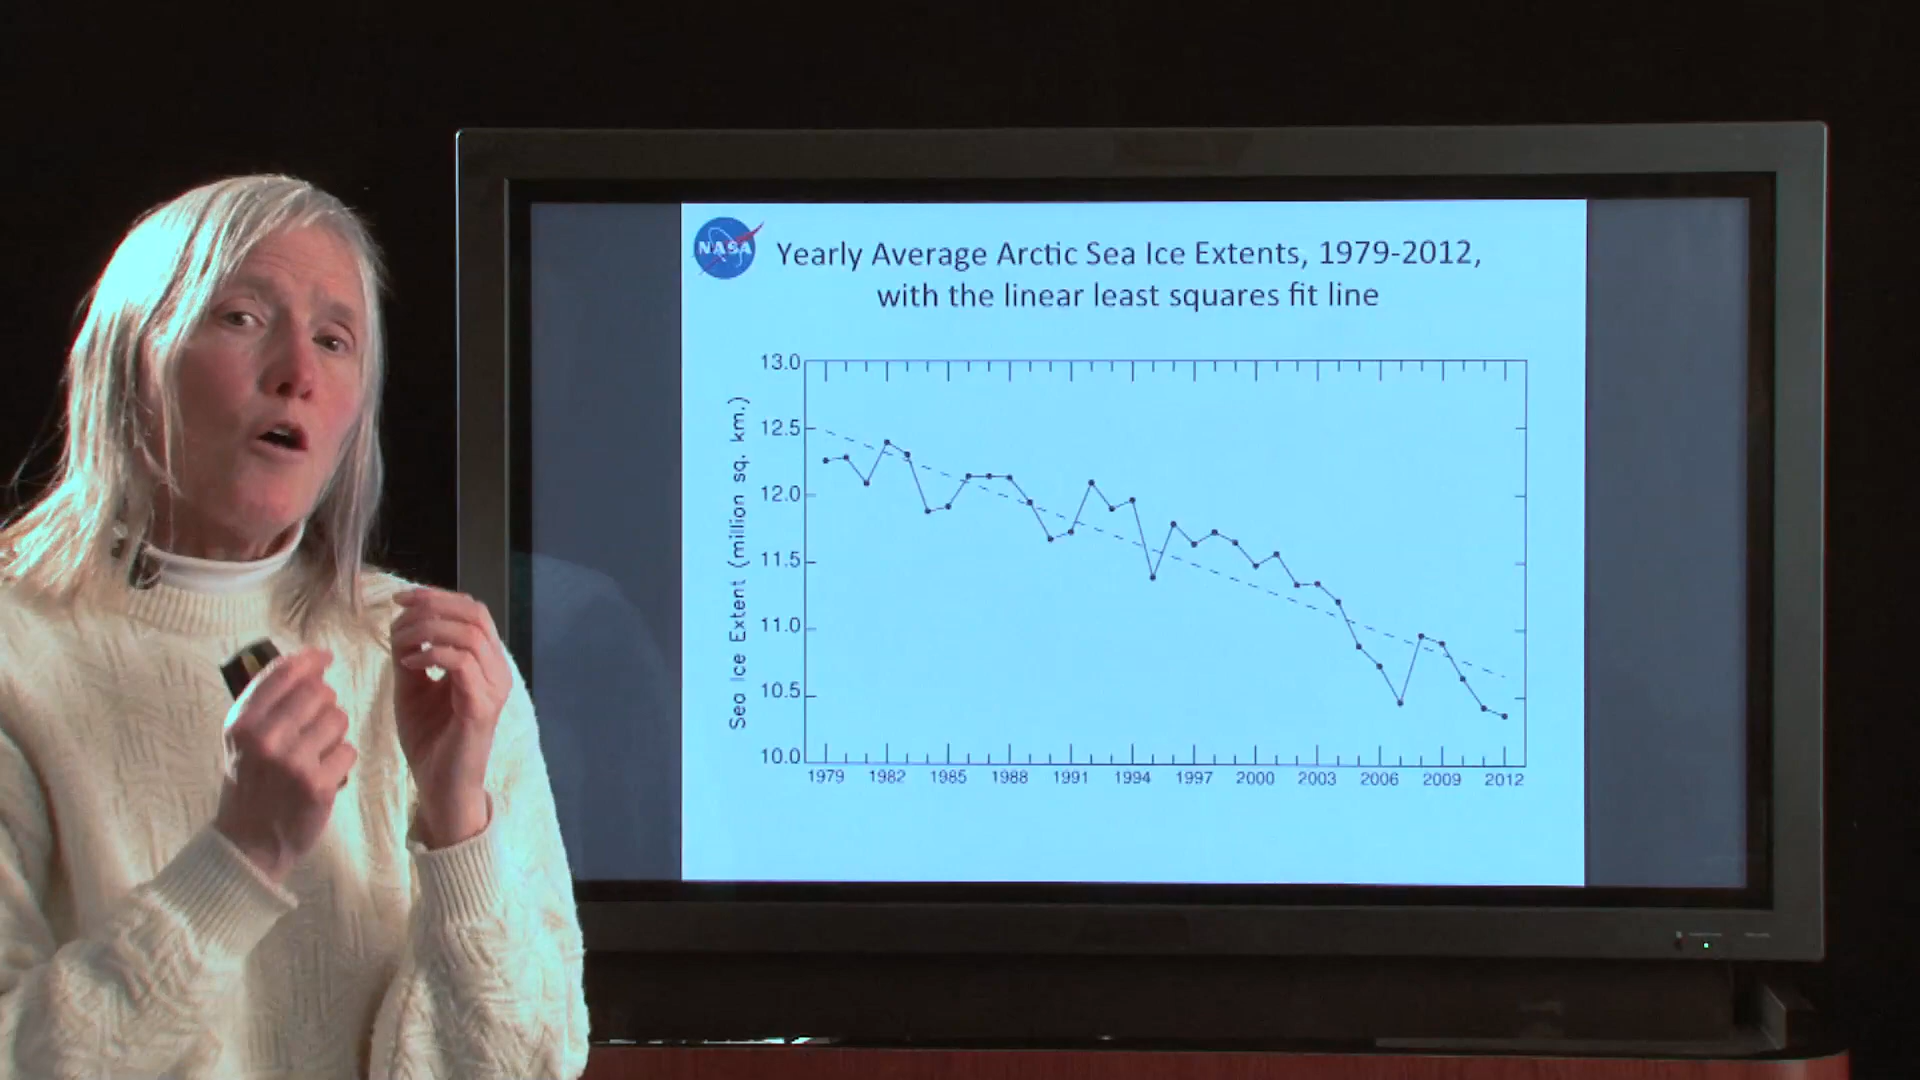 NASA
Yearly Average Arctic Sea Ice Extents, 1979-2012,
with the linear least squares fit line
Sea Ice Extent (million sq. km.)
13.0
12.5
12.0
11.5
11.0
10.5
10.0
1979 1982 1985 1988 1991 1994 1997 2000 2003 2006 2009 2012